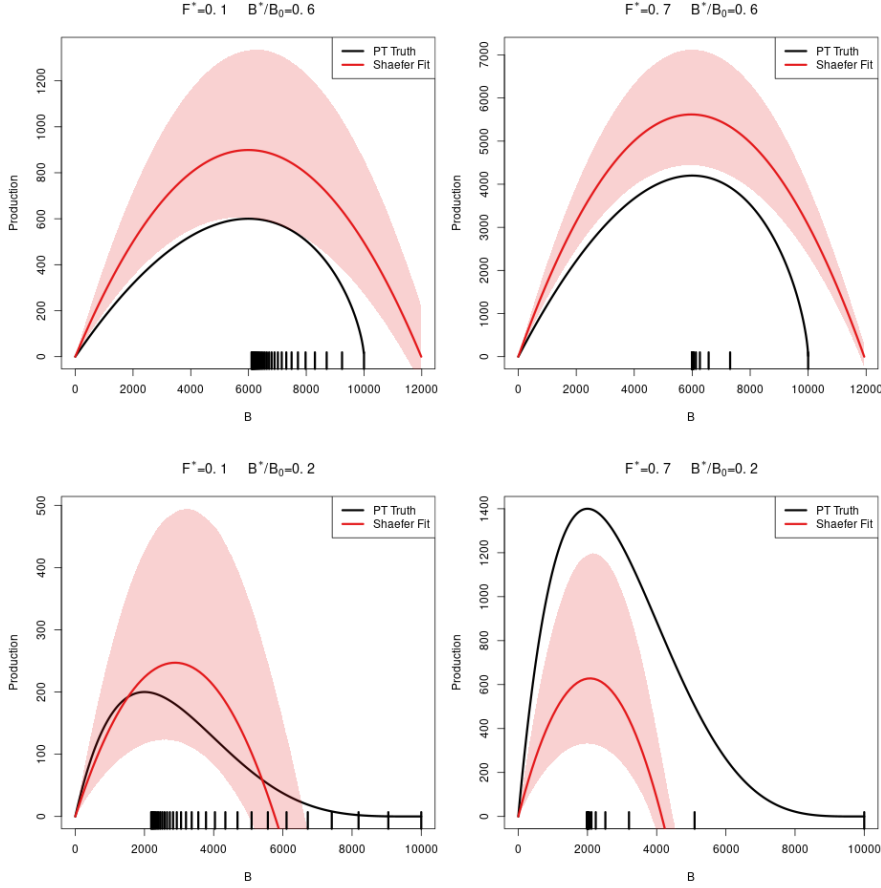 F*=0.1 B*/B₀=0.6
PT Truth
Shaefer Fit
Production
0 200 400 600 800 1000 1200
0 2000 4000 6000 8000 10000 12000
B
F*=0.7 B*/B₀=0.6
PT Truth
Shaefer Fit
Production
0 1000 2000 3000 4000 5000 6000 7000
0 2000 4000 6000 8000 10000 12000
B
F*=0.1 B*/B₀=0.2
PT Truth
Shaefer Fit
Production
0 100 200 300 400 500
0 2000 4000 6000 8000 10000
B
F*=0.7 B*/B₀=0.2
PT Truth
Shaefer Fit
Production
0 200 400 600 800 1000 1200 1400
0 2000 4000 6000 8000 10000
B